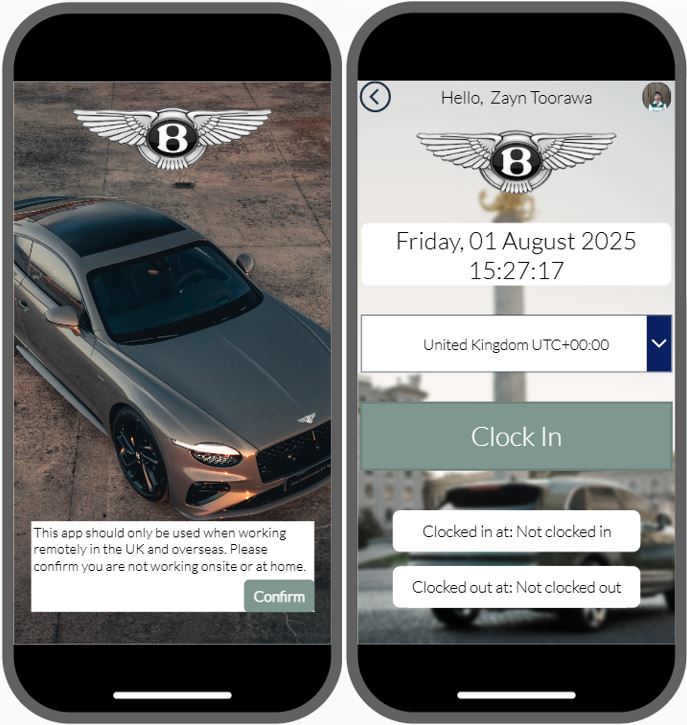 B
This app should only be used when working
remotely in the UK and overseas. Please
confirm you are not working onsite or at home.
Confirm
Hello, Zayn Toorawa
B
Friday, 01 August 2025
15:27:17
United Kingdom UTC+00:00
Clock In
Clocked in at: Not clocked in
Clocked out at: Not clocked out